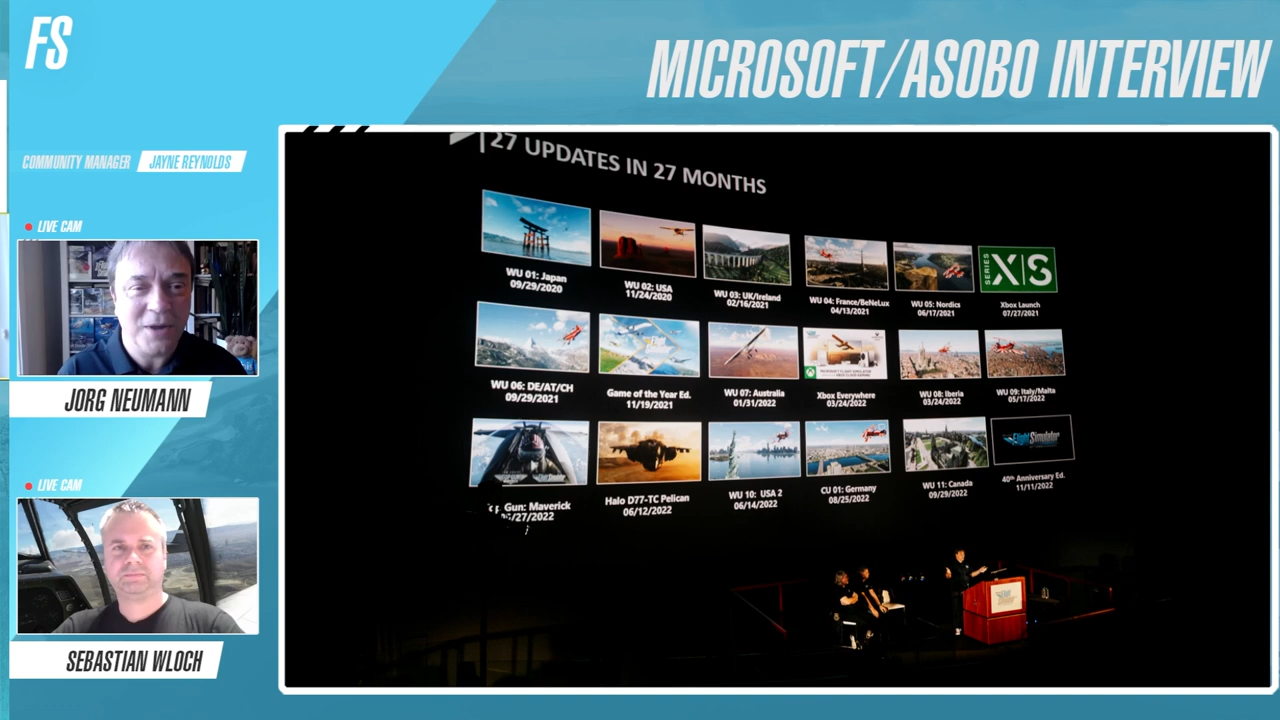 FS
MICROSOFT/ASOBO INTERVIEW
COMMUNITY MANAGER JAYNE REYNOLDS
LIVE CAM
JORG NEUMANN
LIVE CAM
SEBASTIAN WLOCH
27 UPDATES IN 27 MONTHS
SERIES X|S
WU 01: Japan
09/29/2020
WU 02: USA
11/24/2020
WU 03: UK/Ireland
02/16/2021
WU 04: France/BeNeLux
04/13/2021
WU 05: Nordics
06/17/2021
Xbox Launch
07/27/2021
WU 06: DE/AT/CH
09/29/2021
Game of the Year Ed.
11/19/2021
WU 07: Australia
01/31/2022
Xbox Everywhere
03/24/2022
WU 08: Iberia
03/24/2022
WU 09: Italy/Malta
05/17/2022
Flight Simulator
Gun: Maverick
/27/2022
Halo D77-TC Pelican
06/12/2022
WU 10: USA 2
06/14/2022
CU 01: Germany
08/25/2022
WU 11: Canada
09/29/2022
40th Anniversary Ed.
11/11/2022